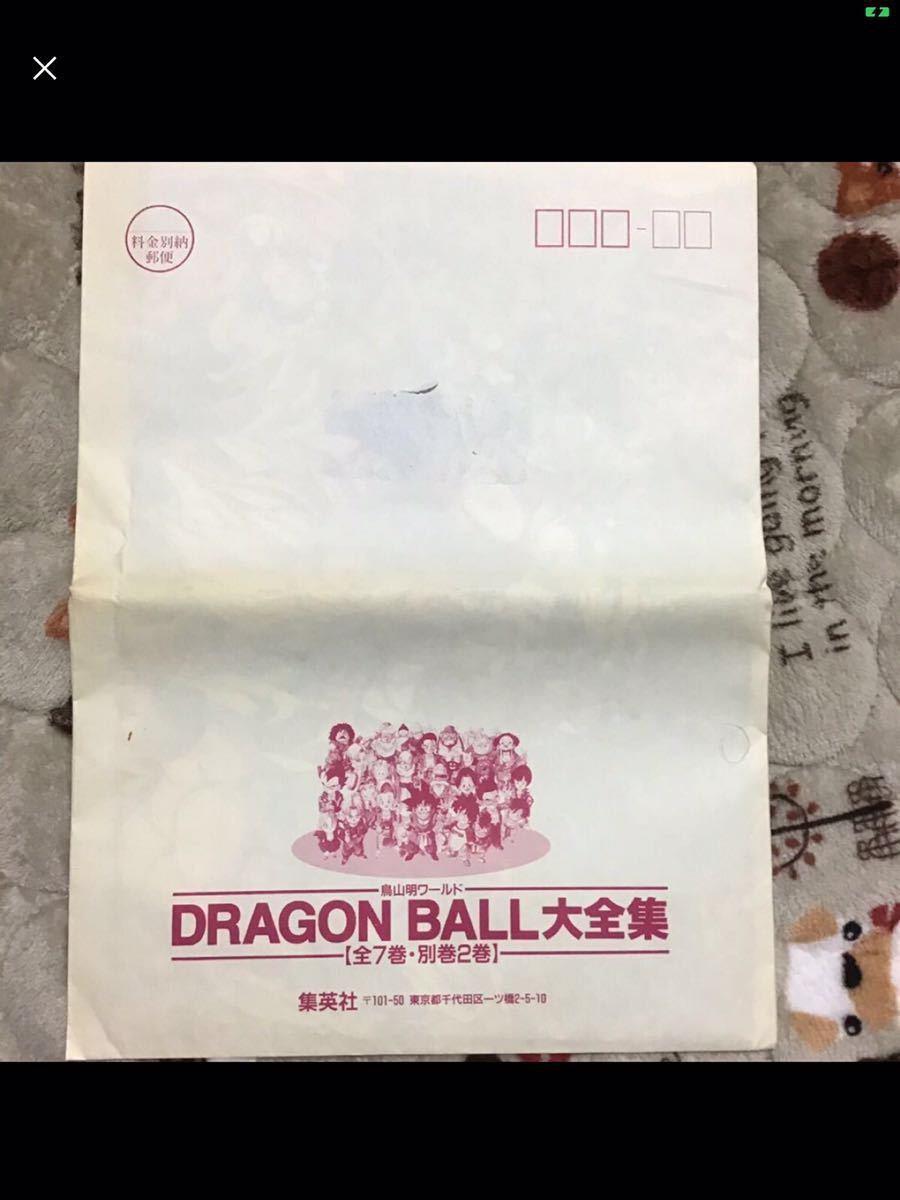 料金別納
郵便
鳥山明ワールド
DRAGON BALL大全集
【全7巻・別巻2巻】
集英社 〒101-50 東京都千代田区一ツ橋2-5-10
I like going
in the morning